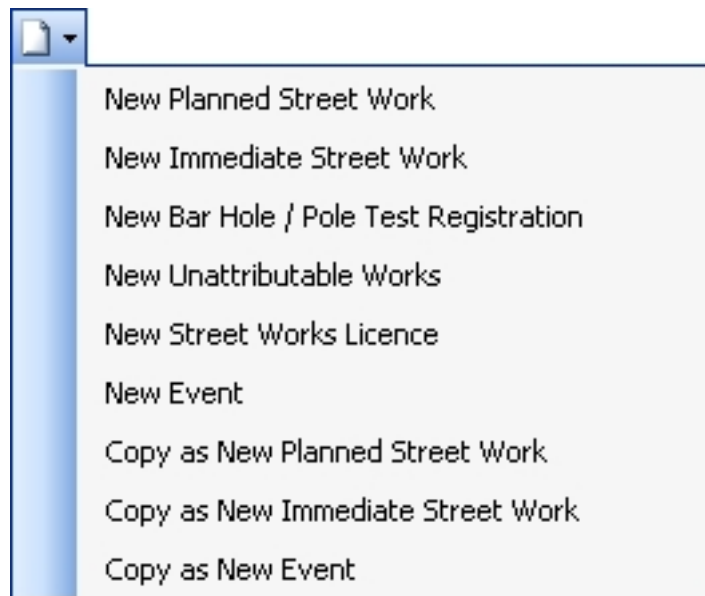 New Planned Street Work
New Immediate Street Work
New Bar Hole / Pole Test Registration
New Unattributable Works
New Street Works Licence
New Event
Copy as New Planned Street Work
Copy as New Immediate Street Work
Copy as New Event